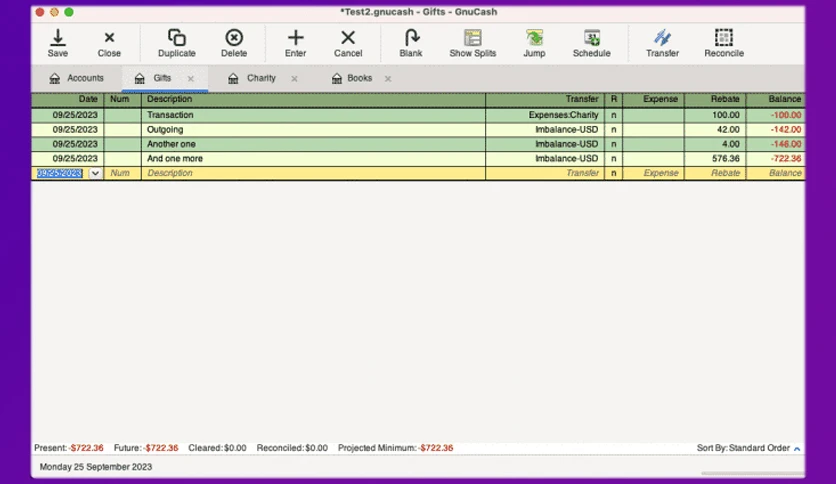 *Test2.gnucash - Gifts - GnuCash
Save Close Duplicate Delete Enter Cancel Blank Show Splits Jump Schedule Transfer Reconcile
Accounts Gifts Charity Books
Date Num Description Transfer R Expense Rebate Balance
09/25/2023 Transaction Expenses:Charity n 100.00 -100.00
09/25/2023 Outgoing Imbalance-USD n 42.00 -142.00
09/25/2023 Another one Imbalance-USD n 4.00 -146.00
09/25/2023 And one more Imbalance-USD n 576.36 -722.36
09/25/2023 Num Description Transfer n Expense Rebate Balance
Present:-$722.36 Future:-$722.36 Cleared:$0.00 Reconciled:$0.00 Projected Minimum:-$722.36 Sort By: Standard Order
Monday 25 September 2023